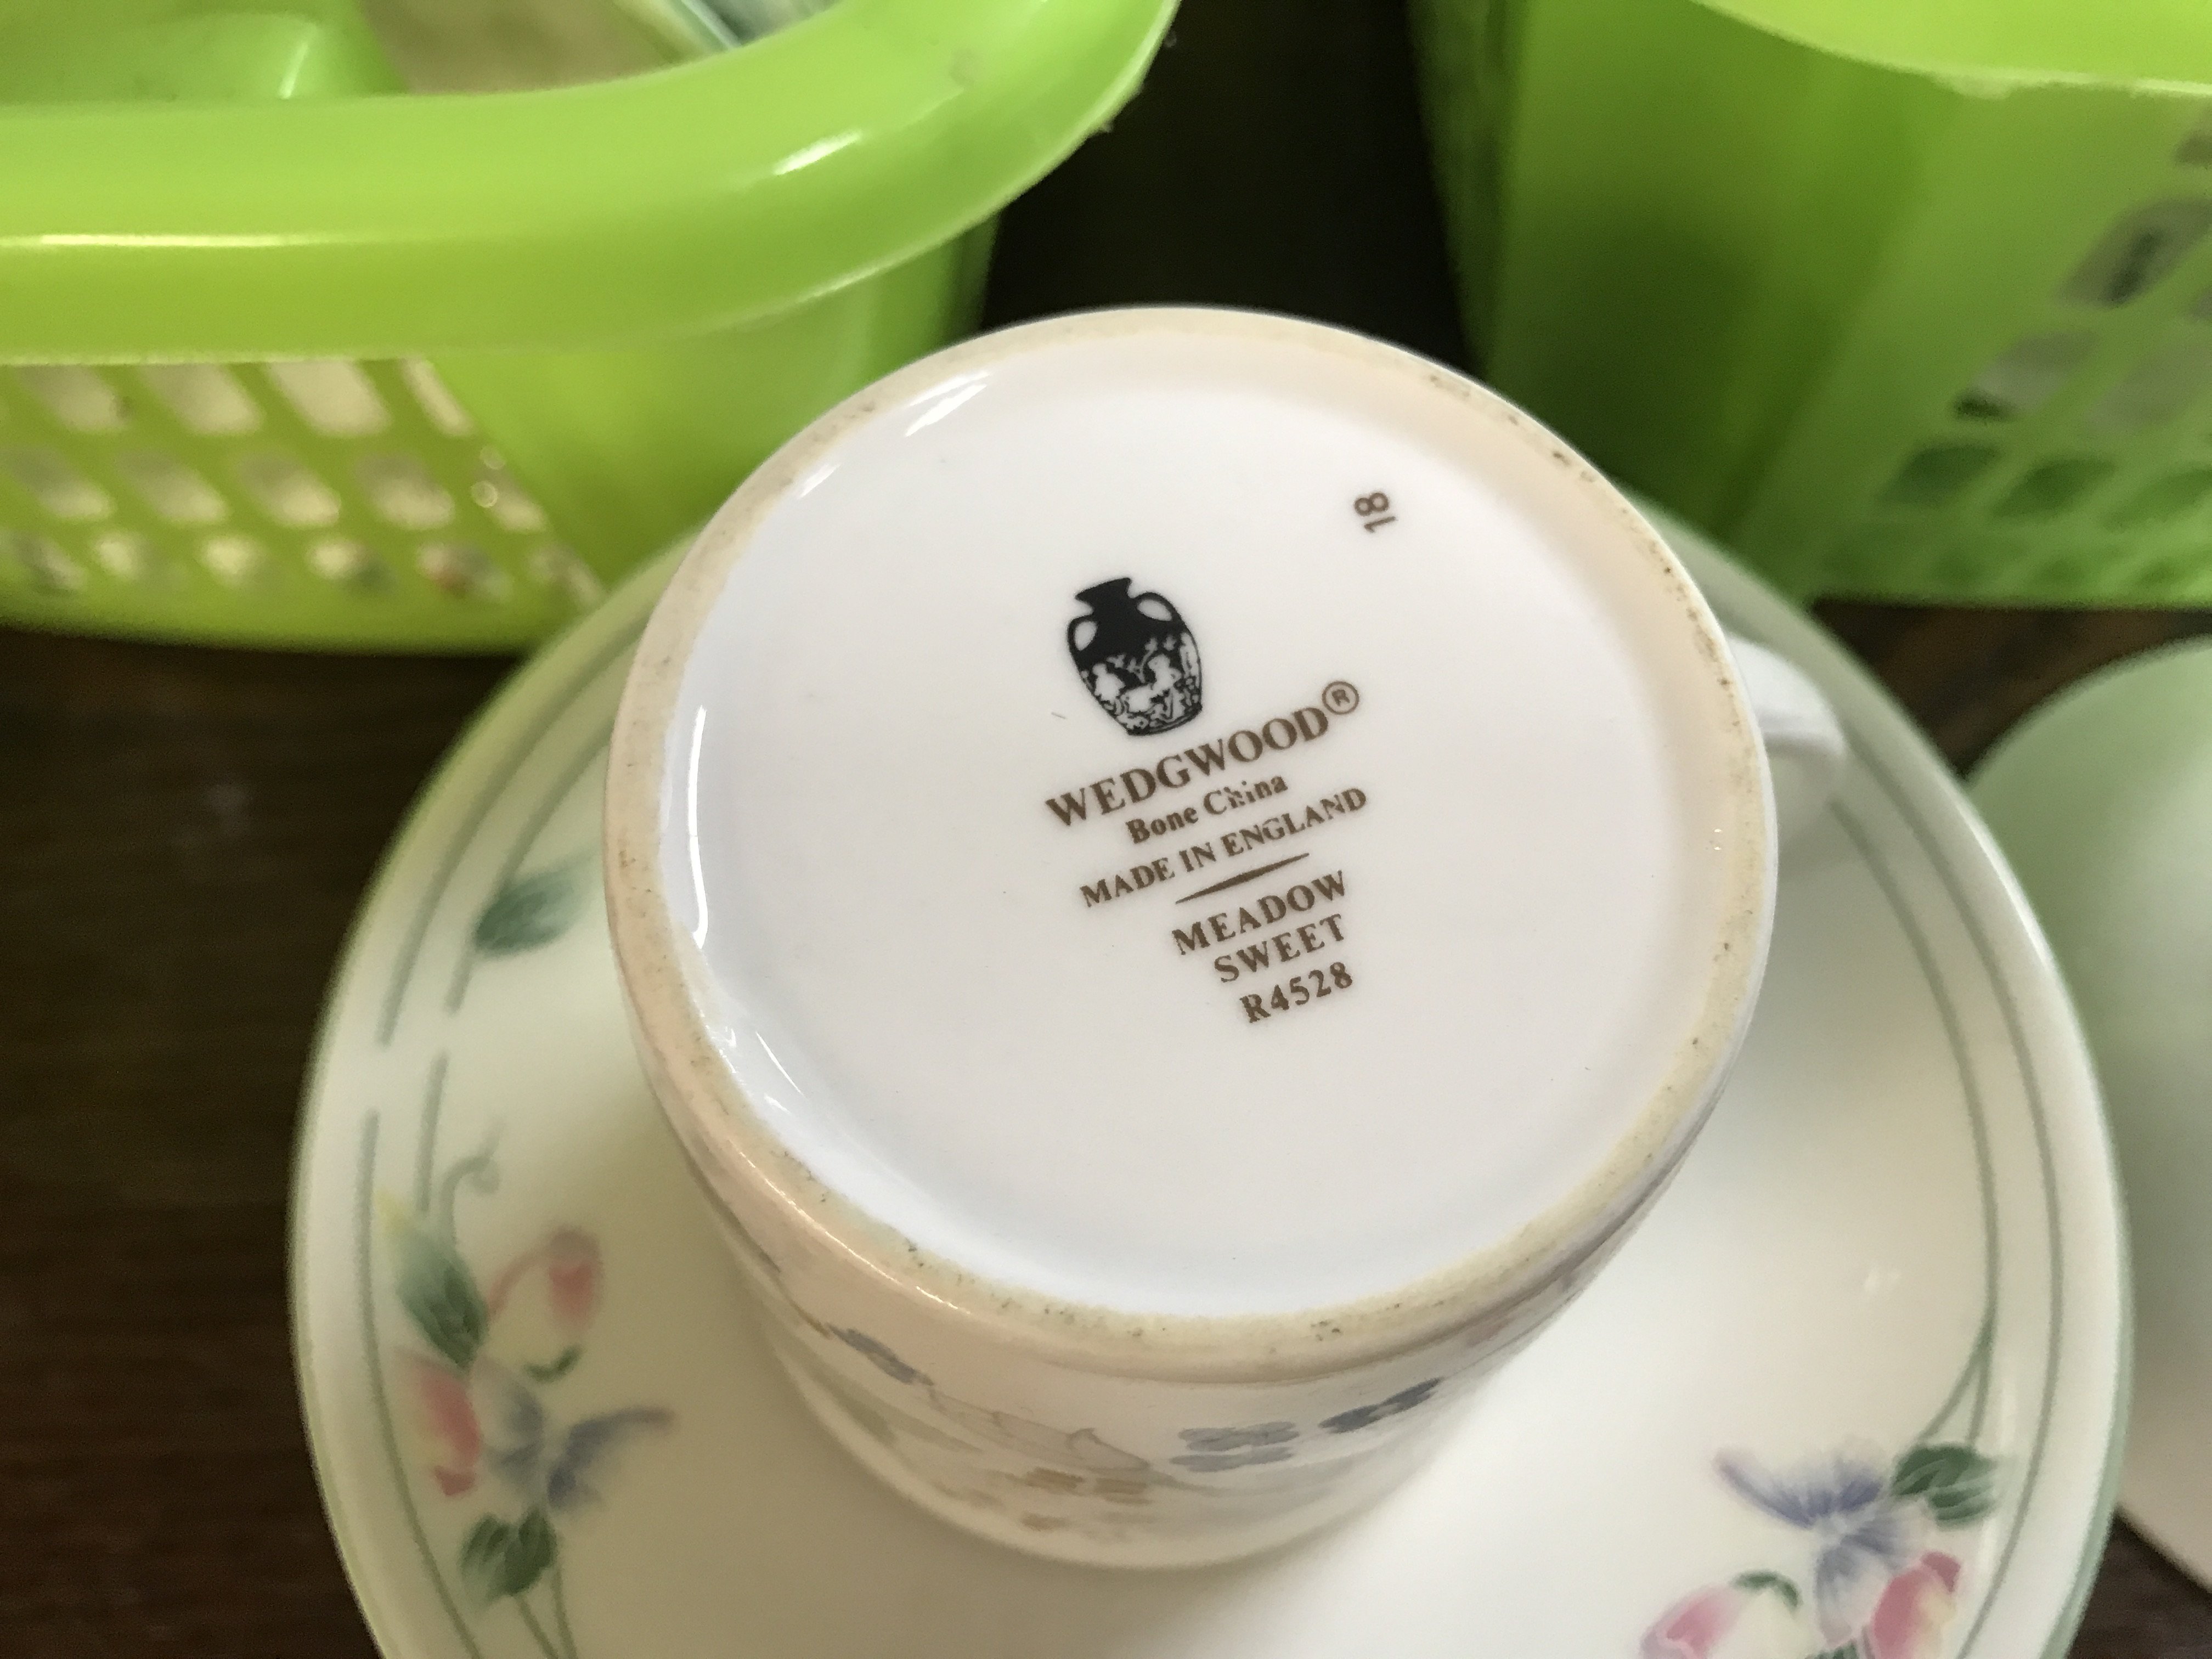 18
WEDGWOOD®
Bone China
MADE IN ENGLAND
MEADOW
SWEET
R4528